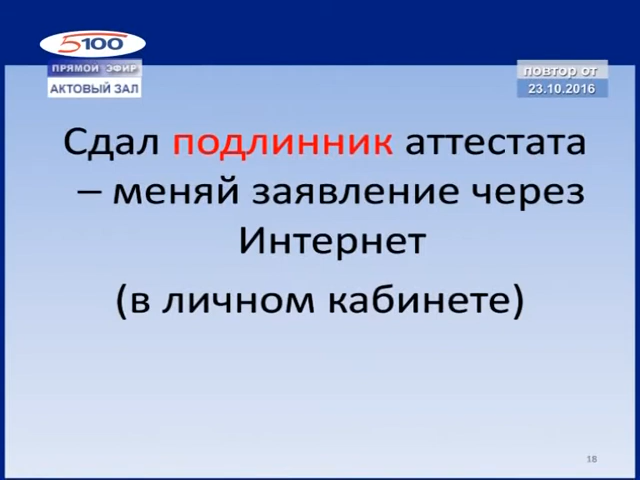 5100
ПРЯМОЙ ЭФИР
АКТОВЫЙ ЗАЛ
повтор от
23.10.2016
Сдал подлинник аттестата
– меняй заявление через
Интернет
(в личном кабинете)
18